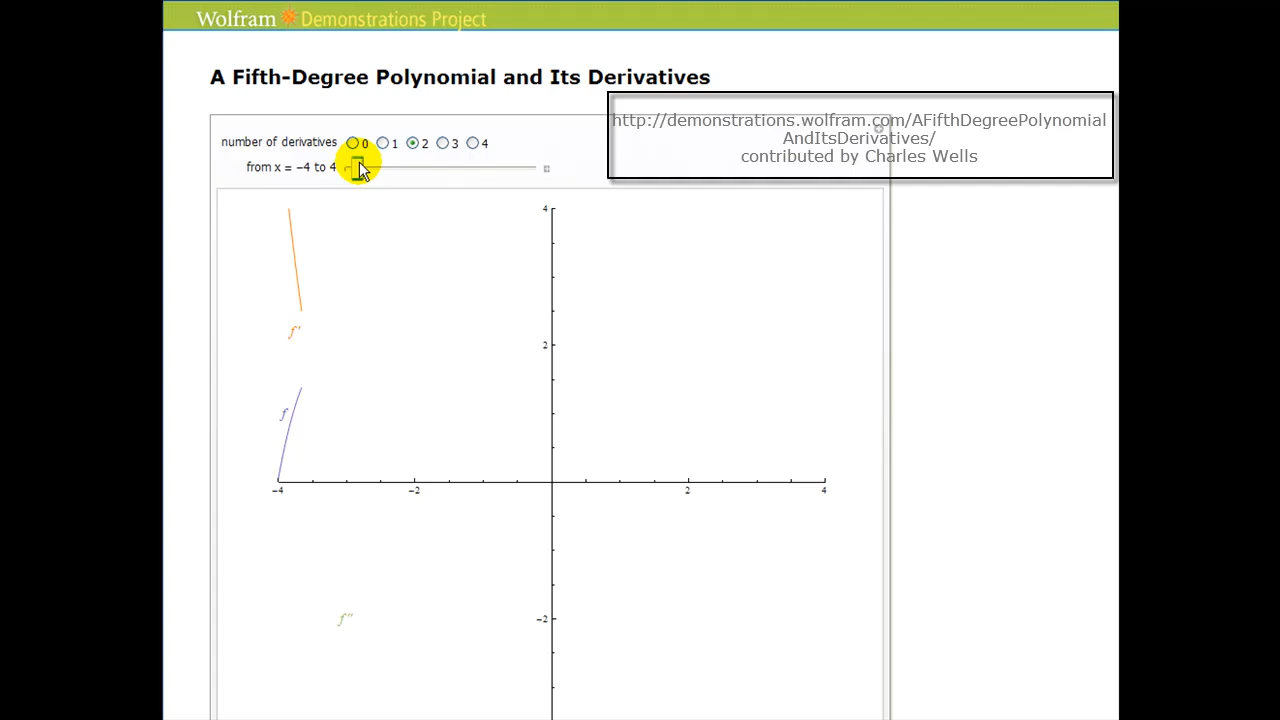 Wolfram Demonstrations Project
A Fifth-Degree Polynomial and Its Derivatives
http://demonstrations.wolfram.com/AFifthDegreePolynomial
AndItsDerivatives/
contributed by Charles Wells
number of derivatives 0 1 2 3 4
from x = −4 to 4
4
f'
2
f
−4 −2 2 4
f''
−2